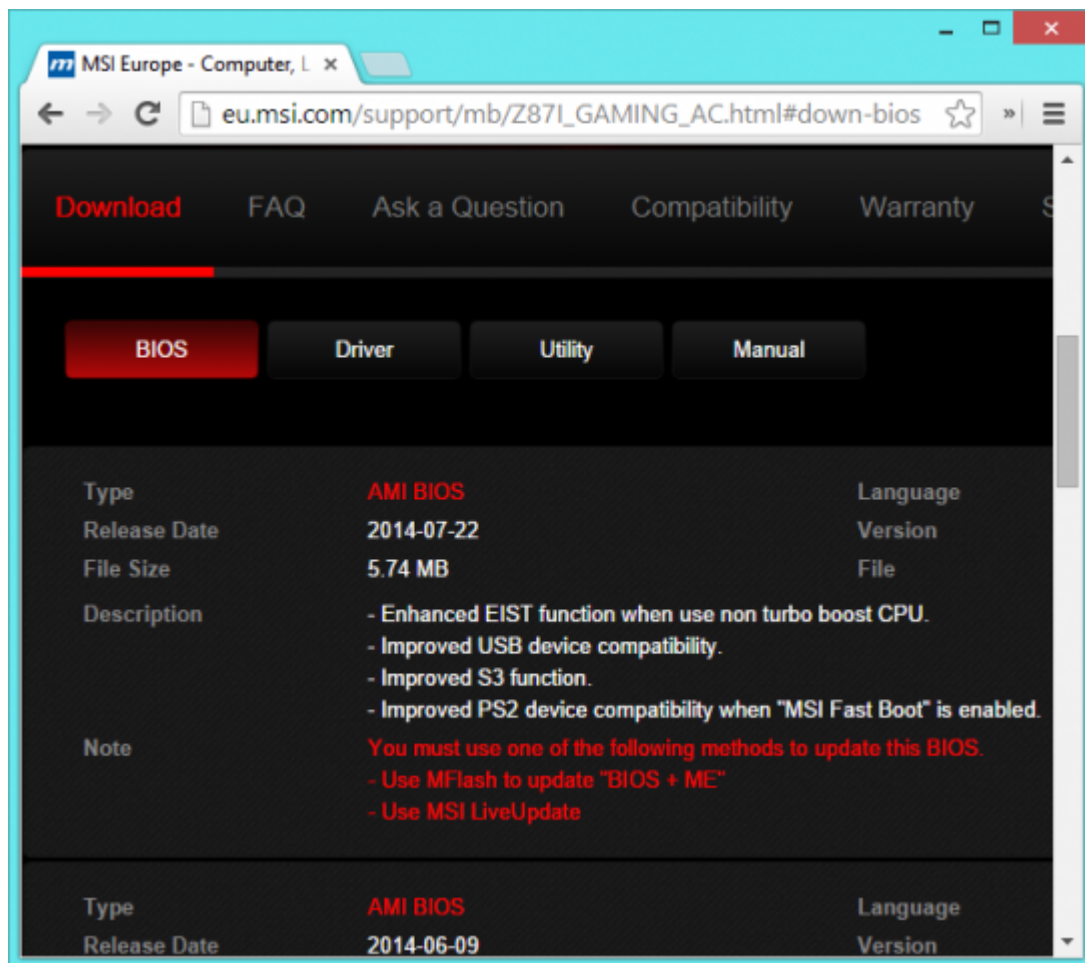 MSI Europe - Computer, L
eu.msi.com/support/mb/Z87I_GAMING_AC.html#down-bios
Download FAQ Ask a Question Compatibility Warranty S
BIOS Driver Utility Manual
Type AMI BIOS Language
Release Date 2014-07-22 Version
File Size 5.74 MB File
Description - Enhanced EIST function when use non turbo boost CPU.
- Improved USB device compatibility.
- Improved S3 function.
- Improved PS2 device compatibility when "MSI Fast Boot" is enabled.
Note You must use one of the following methods to update this BIOS.
- Use MFlash to update "BIOS + ME"
- Use MSI LiveUpdate
Type AMI BIOS Language
Release Date 2014-06-09 Version